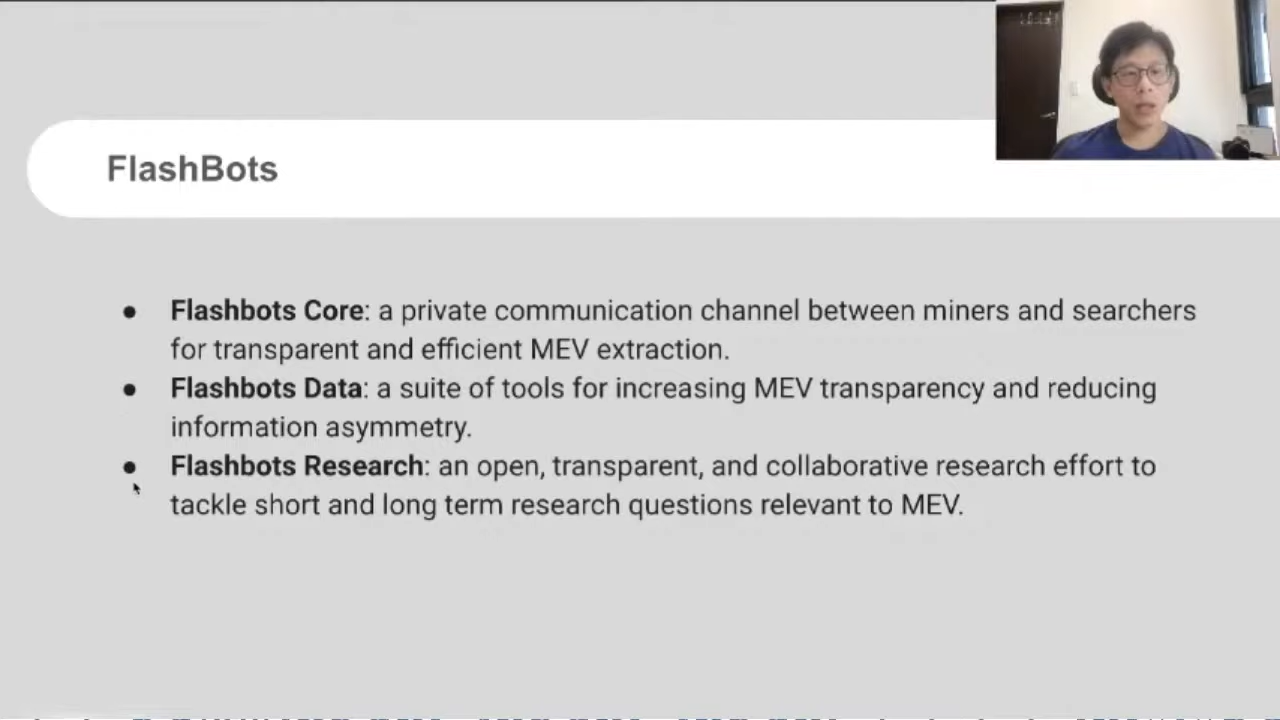 FlashBots
● Flashbots Core: a private communication channel between miners and searchers
for transparent and efficient MEV extraction.
● Flashbots Data: a suite of tools for increasing MEV transparency and reducing
information asymmetry.
● Flashbots Research: an open, transparent, and collaborative research effort to
tackle short and long term research questions relevant to MEV.